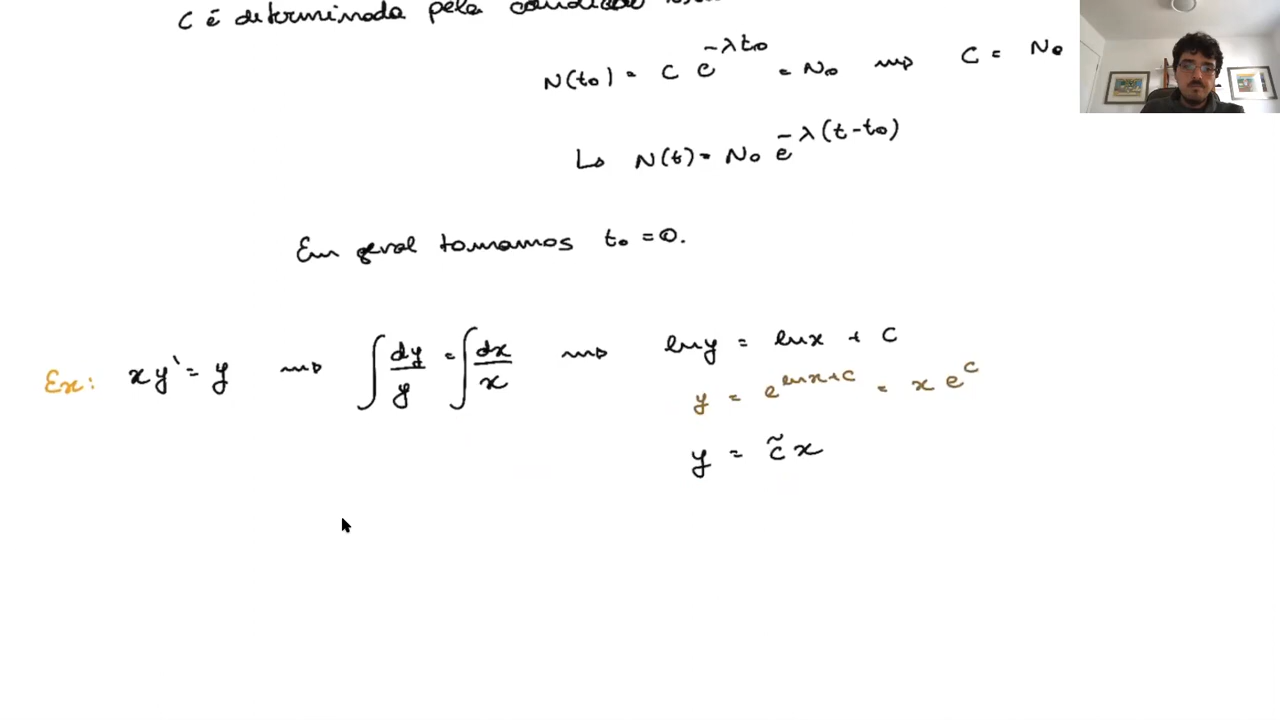 C é determinada pela condição
N(t₀) = C e^{-λt₀} = N₀ ⟿ C = N₀
↳ N(t) = N₀ e^{-λ(t-t₀)}
Em geral tomamos t₀ = 0.
Ex: xy' = y ⟿ ∫ dy/y = ∫ dx/x ⟿ ln y = ln x + C
y = e^{ln x + C} = x e^C
y = c̃ x